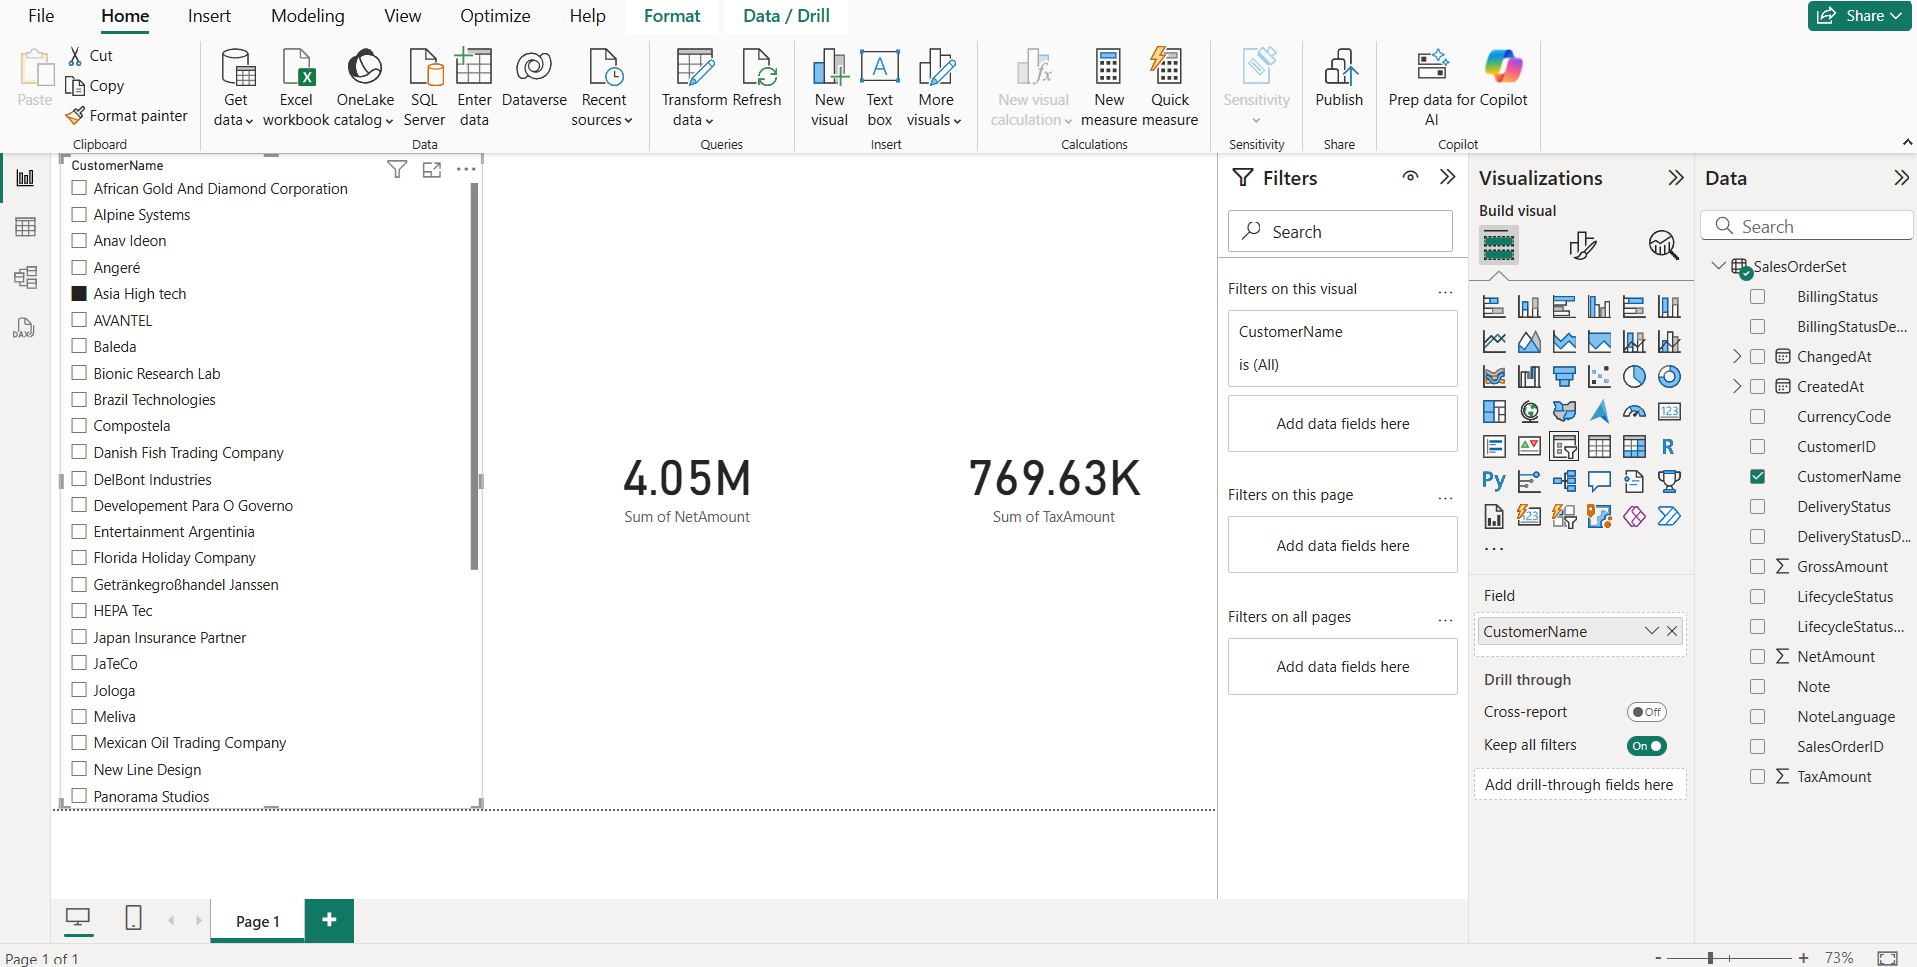 File Home Insert Modeling View Optimize Help Format Data / Drill Share
Paste
Cut
Copy
Format painter
Clipboard
Get data
Excel workbook
OneLake catalog
SQL Server
Enter data
Dataverse
Recent sources
Data
Transform data
Refresh
Queries
New visual
Text box
More visuals
Insert
New visual calculation
New measure
Quick measure
Calculations
Sensitivity
Sensitivity
Publish
Share
Prep data for AI
Copilot
Copilot
CustomerName
African Gold And Diamond Corporation
Alpine Systems
Anav Ideon
Angeré
Asia High tech
AVANTEL
Baleda
Bionic Research Lab
Brazil Technologies
Compostela
Danish Fish Trading Company
DelBont Industries
Developement Para O Governo
Entertainment Argentinia
Florida Holiday Company
Getränkegroßhandel Janssen
HEPA Tec
Japan Insurance Partner
JaTeCo
Jologa
Meliva
Mexican Oil Trading Company
New Line Design
Panorama Studios
4.05M
Sum of NetAmount
769.63K
Sum of TaxAmount
Filters
Search
Filters on this visual ...
CustomerName
is (All)
Add data fields here
Filters on this page ...
Add data fields here
Filters on all pages ...
Add data fields here
Visualizations
Build visual
123
R
Py
123
...
Field
CustomerName
Drill through
Cross-report Off
Keep all filters On
Add drill-through fields here
Data
Search
SalesOrderSet
BillingStatus
BillingStatusDe...
ChangedAt
CreatedAt
CurrencyCode
CustomerID
CustomerName
DeliveryStatus
DeliveryStatusD...
GrossAmount
LifecycleStatus
LifecycleStatus...
NetAmount
Note
NoteLanguage
SalesOrderID
TaxAmount
DAX
Page 1
Page 1 of 1
- + 73%